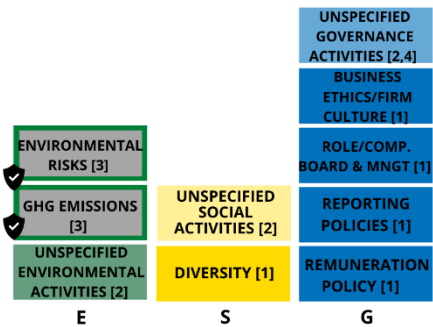 UNSPECIFIED
GOVERNANCE
ACTIVITIES [2,4]
BUSINESS
ETHICS/FIRM
CULTURE [1]
ENVIRONMENTAL
RISKS [3]
ROLE/COMP.
BOARD & MNGT [1]
GHG EMISSIONS
[3]
UNSPECIFIED
SOCIAL
ACTIVITIES [2]
REPORTING
POLICIES [1]
UNSPECIFIED
ENVIRONMENTAL
ACTIVITIES [2]
DIVERSITY [1]
REMUNERATION
POLICY [1]
E
S
G